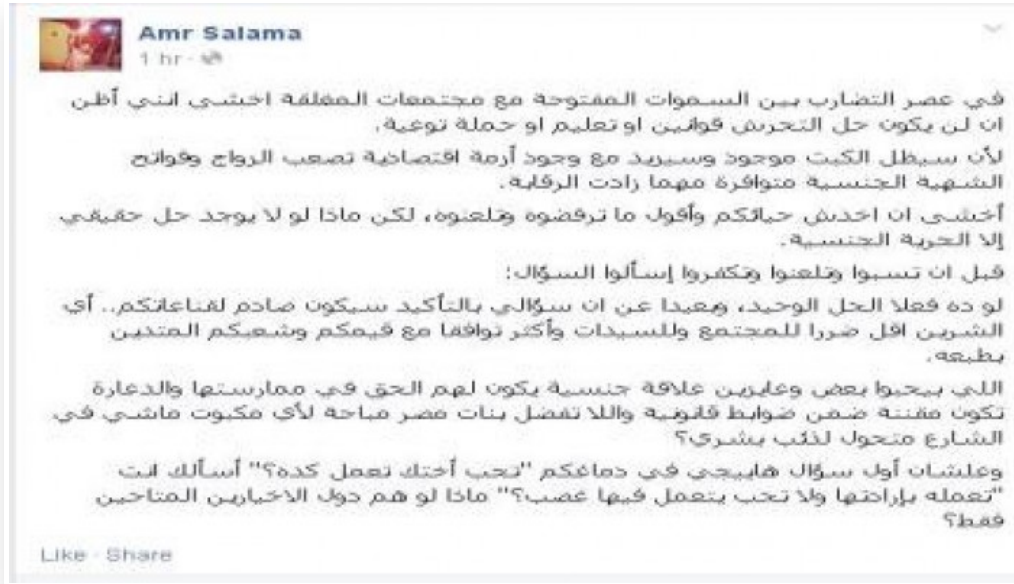 Amr Salama
1 hr
في عصر التضارب بين السموات المفتوحة مع مجتمعات المغلقة اخشى انني أظن
ان لن يكون حل التحرش قوانين او تعليم او حملة توعية.
لأن سيظل الكبت موجود وسيزيد مع وجود أزمة اقتصادية تصعب الزواج وفواتح
الشهية الجنسية متوافرة مهما زادت الرقابة.
أخشى ان اخدش حيائكم وأقول ما ترفضوه وتلعنوه، لكن ماذا لو لا يوجد حل حقيقي
إلا الحرية الجنسية.
قبل ان تسبوا وتلعنوا وتكفروا إسألوا السؤال:
لو ده فعلا الحل الوحيد، وبعيدا عن ان سؤالي بالتأكيد سيكون صادم لقناعاتكم.. أي
الشرين اقل ضررا للمجتمع وللسيدات وأكثر توافقا مع قيمكم وشعبكم المتدين
بطبعه.
اللي بيحبوا بعض وعايزين علاقة جنسية يكون لهم الحق في ممارستها والدعارة
تكون مقننة ضمن ضوابط قانونية واللا تفضل بنات مصر مباحة لأي مكبوت ماشي في
الشارع متحول لذئب بشري؟
وعلشان أول سؤال هاييجي في دماغكم "تحب أختك تعمل كده؟" أسألك انت
"تعمله بإرادتها ولا تحب يتعمل فيها غصب؟" ماذا لو هم دول الاخيارين المتاحين
فقط؟
Like · Share